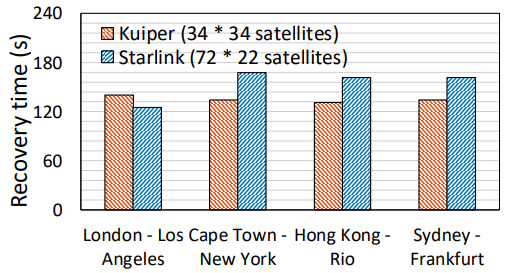 240
180
120
60
0
Recovery time (s)
Kuiper (34 * 34 satellites)
Starlink (72 * 22 satellites)
London - Los Angeles
Cape Town - New York
Hong Kong - Rio
Sydney - Frankfurt